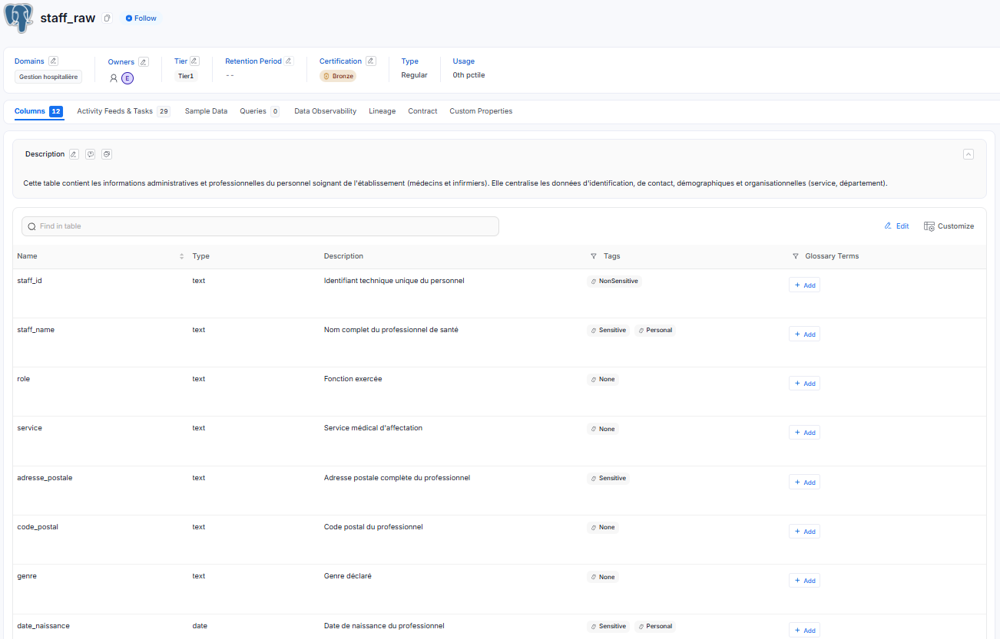 staff_raw Follow
Domains Owners Tier Retention Period Certification Type Usage
Gestion hospitalière E Tier1 -- Bronze Regular 0th pctile
Columns 12 Activity Feeds & Tasks 29 Sample Data Queries 0 Data Observability Lineage Contract Custom Properties
Description
Cette table contient les informations administratives et professionnelles du personnel soignant de l'établissement (médecins et infirmiers). Elle centralise les données d'identification, de contact, démographiques et organisationnelles (service, département).
Find in table Edit Customize
Name Type Description Tags Glossary Terms
staff_id text Identifiant technique unique du personnel NonSensitive + Add
staff_name text Nom complet du professionnel de santé Sensitive Personal + Add
role text Fonction exercée None + Add
service text Service médical d'affectation None + Add
adresse_postale text Adresse postale complète du professionnel Sensitive + Add
code_postal text Code postal du professionnel None + Add
genre text Genre déclaré None + Add
date_naissance date Date de naissance du professionnel Sensitive Personal + Add